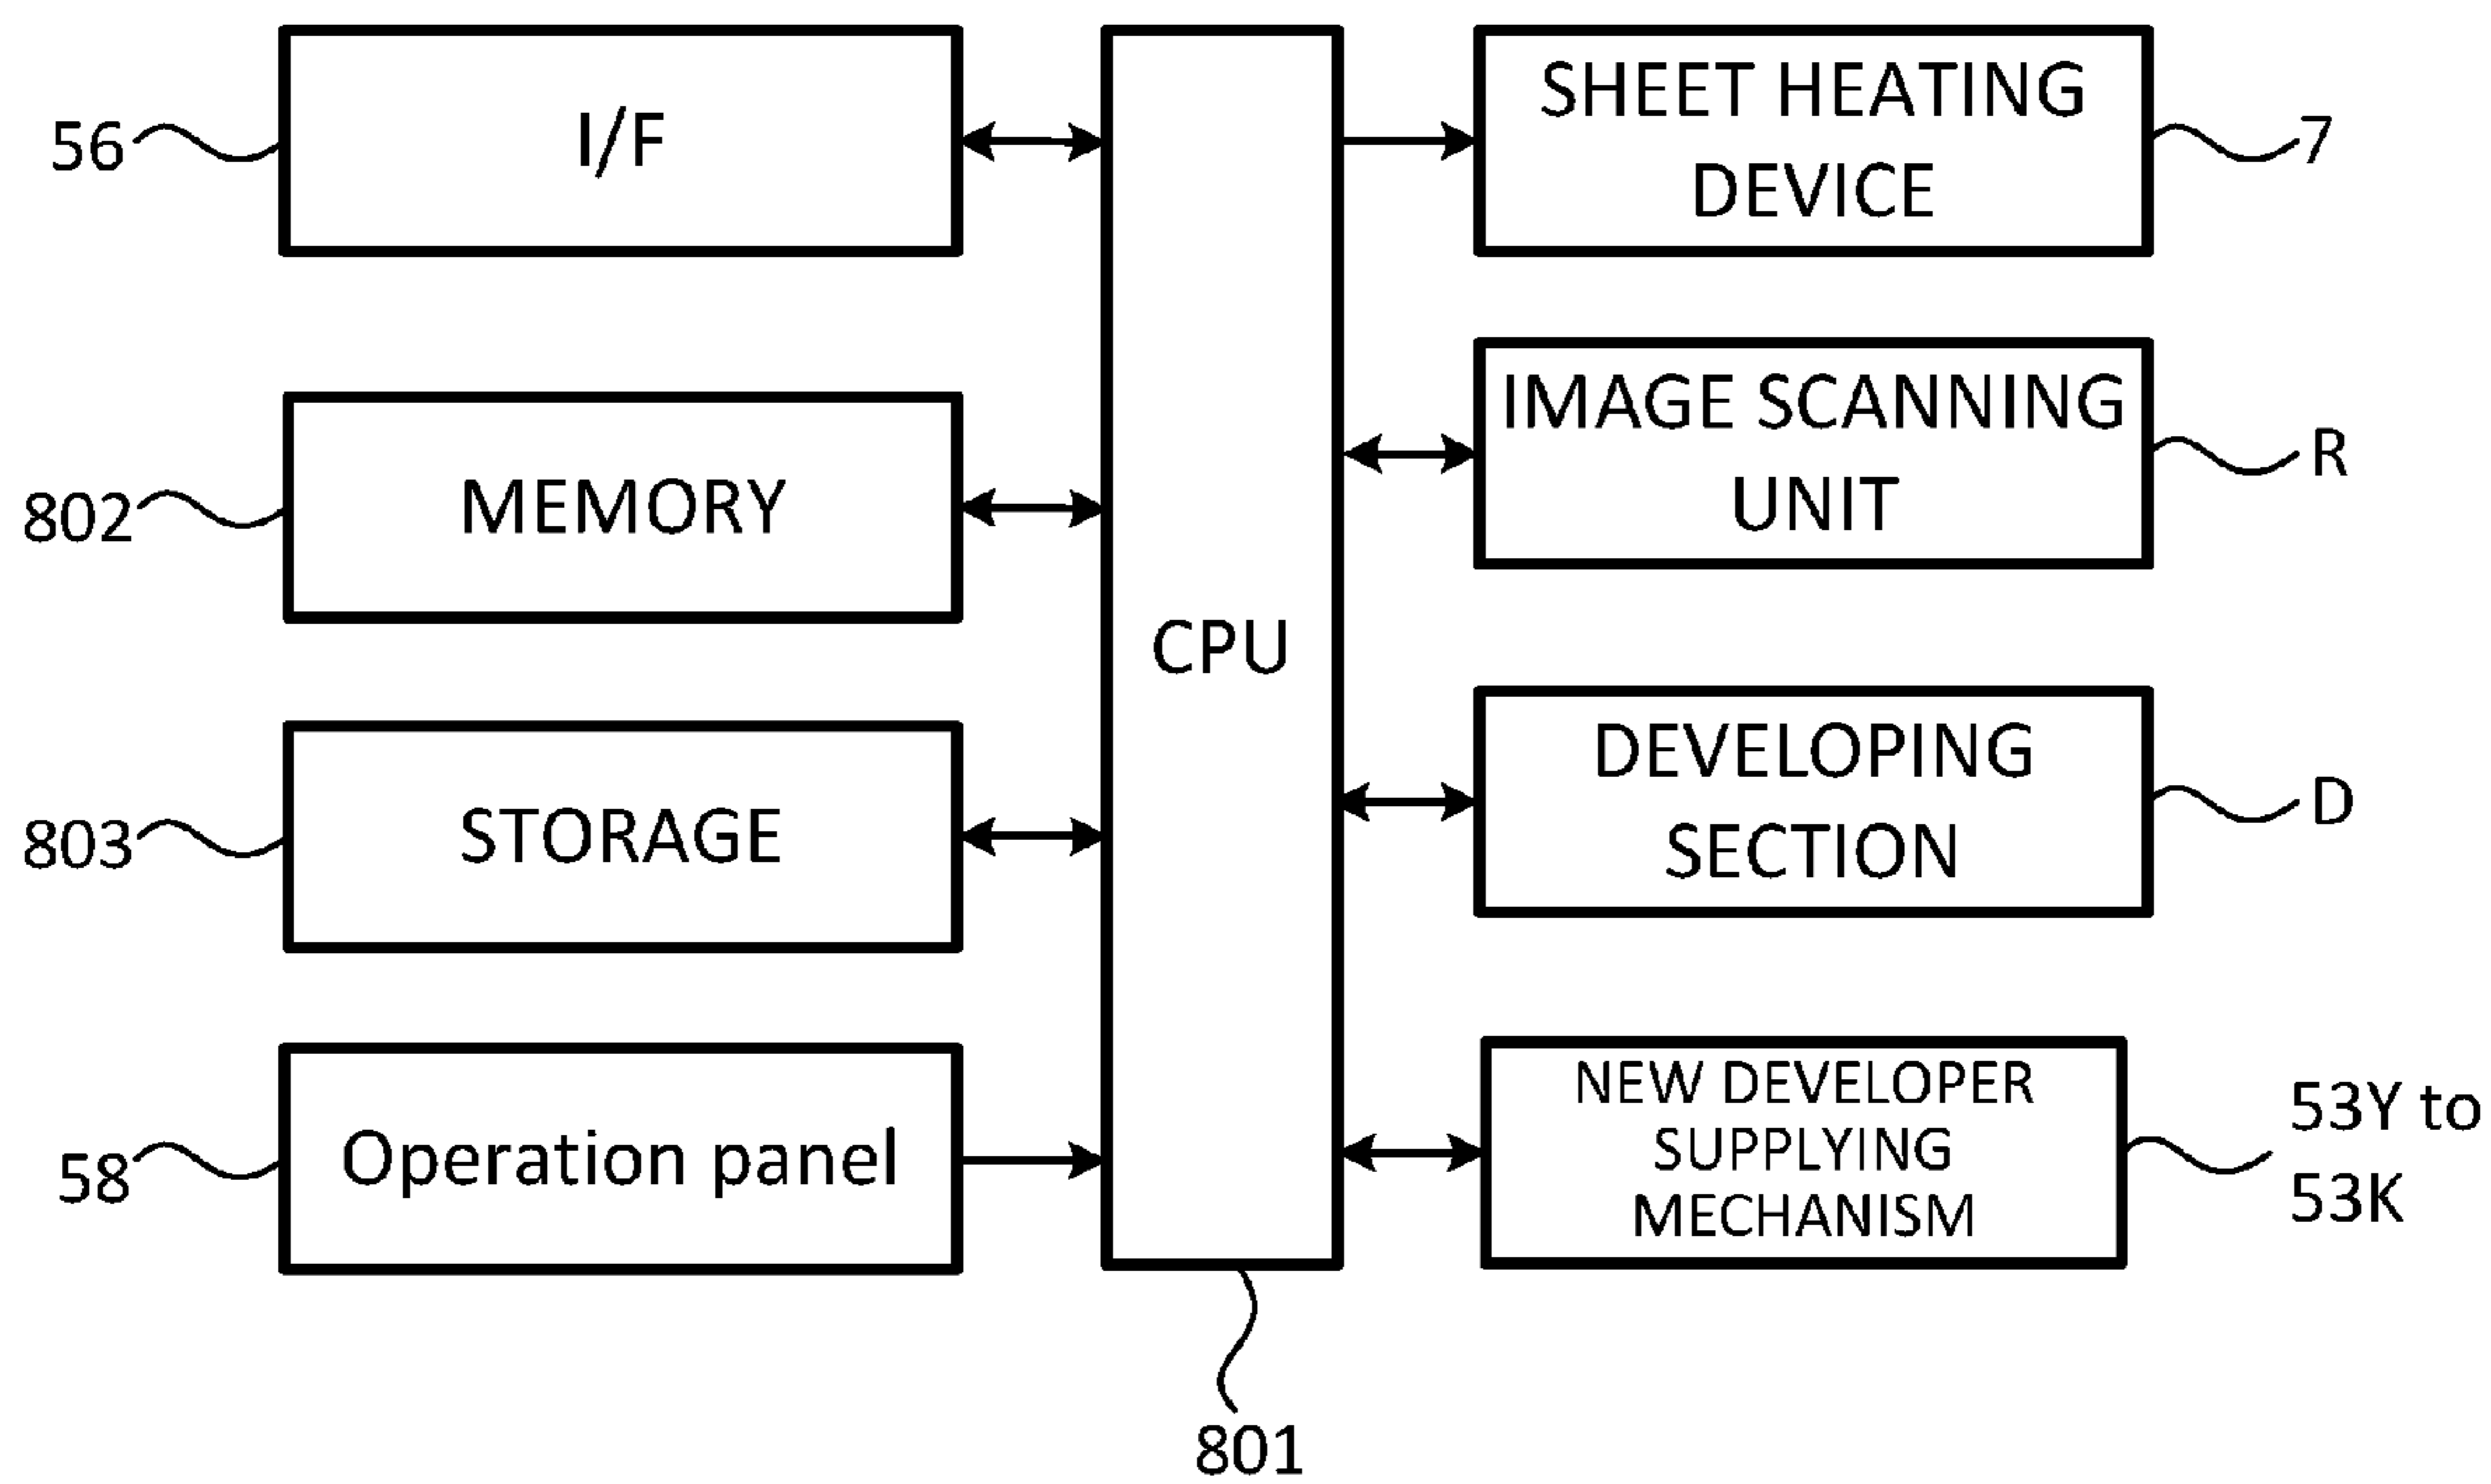 56
I/F
802
MEMORY
803
STORAGE
58
Operation panel
CPU
801
SHEET HEATING
DEVICE
7
IMAGE SCANNING
UNIT
R
DEVELOPING
SECTION
D
NEW DEVELOPER
SUPPLYING
MECHANISM
53Y to
53K